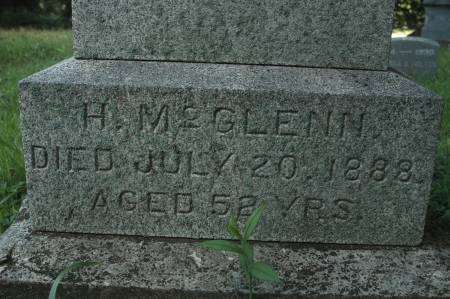 H. McGLENN.
DIED JULY 20. 1888.
AGED 52 YRS.